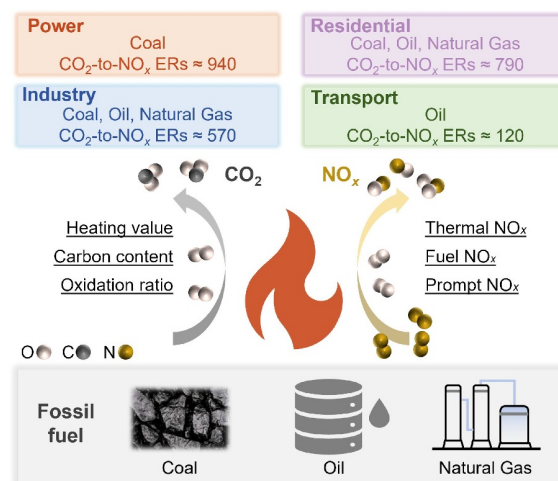 Power
Coal
CO₂-to-NOₓ ERs ≈ 940
Residential
Coal, Oil, Natural Gas
CO₂-to-NOₓ ERs ≈ 790
Industry
Coal, Oil, Natural Gas
CO₂-to-NOₓ ERs ≈ 570
Transport
Oil
CO₂-to-NOₓ ERs ≈ 120
CO₂
NOₓ
Heating value
Carbon content
Oxidation ratio
Thermal NOₓ
Fuel NOₓ
Prompt NOₓ
O C N
Fossil
fuel
Coal
Oil
Natural Gas